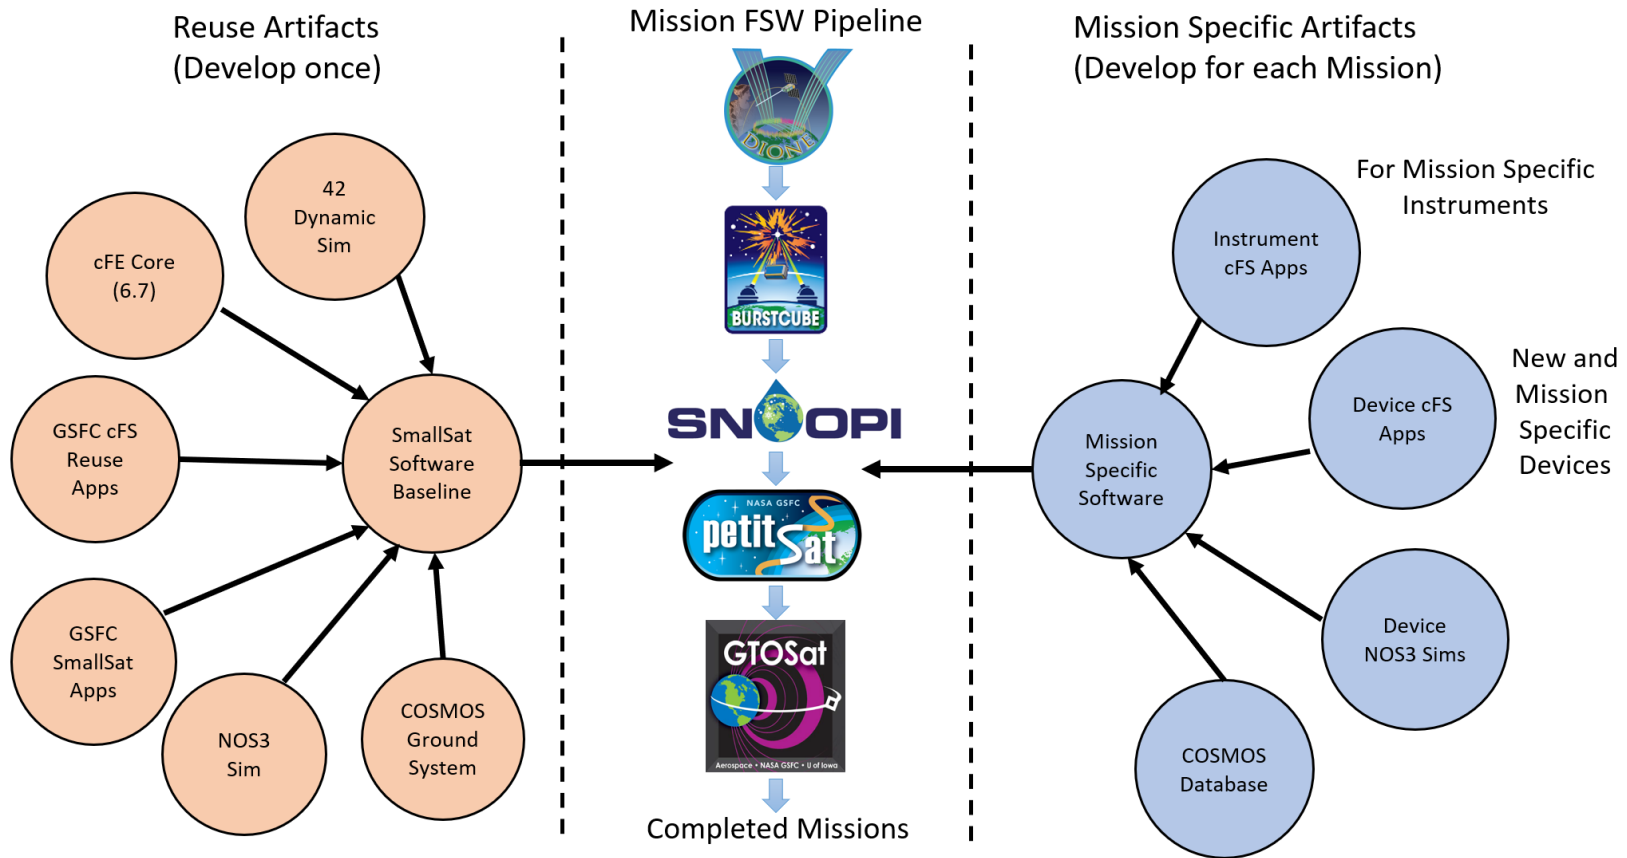 Reuse Artifacts
(Develop once)
42
Dynamic
Sim
cFE Core
(6.7)
GSFC cFS
Reuse
Apps
SmallSat
Software
Baseline
GSFC
SmallSat
Apps
NOS3
Sim
COSMOS
Ground
System
Mission FSW Pipeline
DIONE
BURSTCUBE
SNOOPI
NASA GSFC
petitSat
GTOSat
Aerospace • NASA GSFC • U of Iowa
Completed Missions
Mission Specific Artifacts
(Develop for each Mission)
For Mission Specific
Instruments
Instrument
cFS Apps
New and
Mission
Specific
Devices
Device cFS
Apps
Mission
Specific
Software
Device
NOS3 Sims
COSMOS
Database